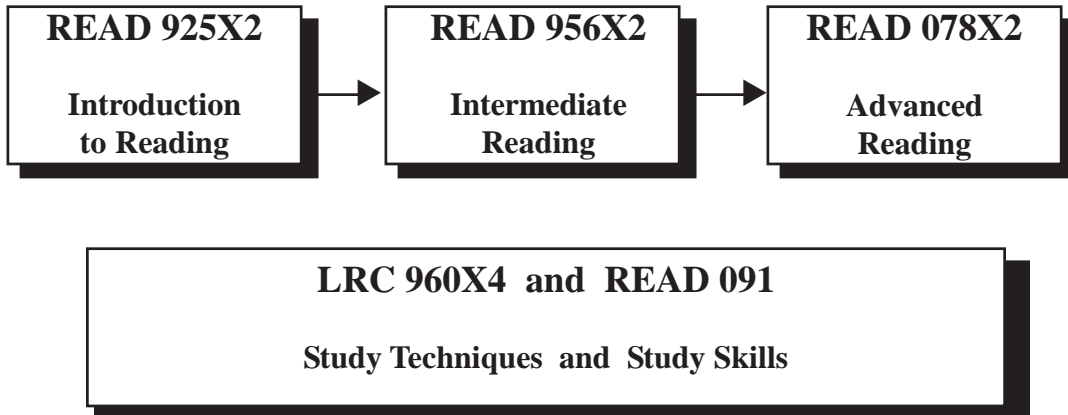 READ 925X2
Introduction
to Reading
READ 956X2
Intermediate
Reading
READ 078X2
Advanced
Reading
LRC 960X4 and READ 091
Study Techniques and Study Skills